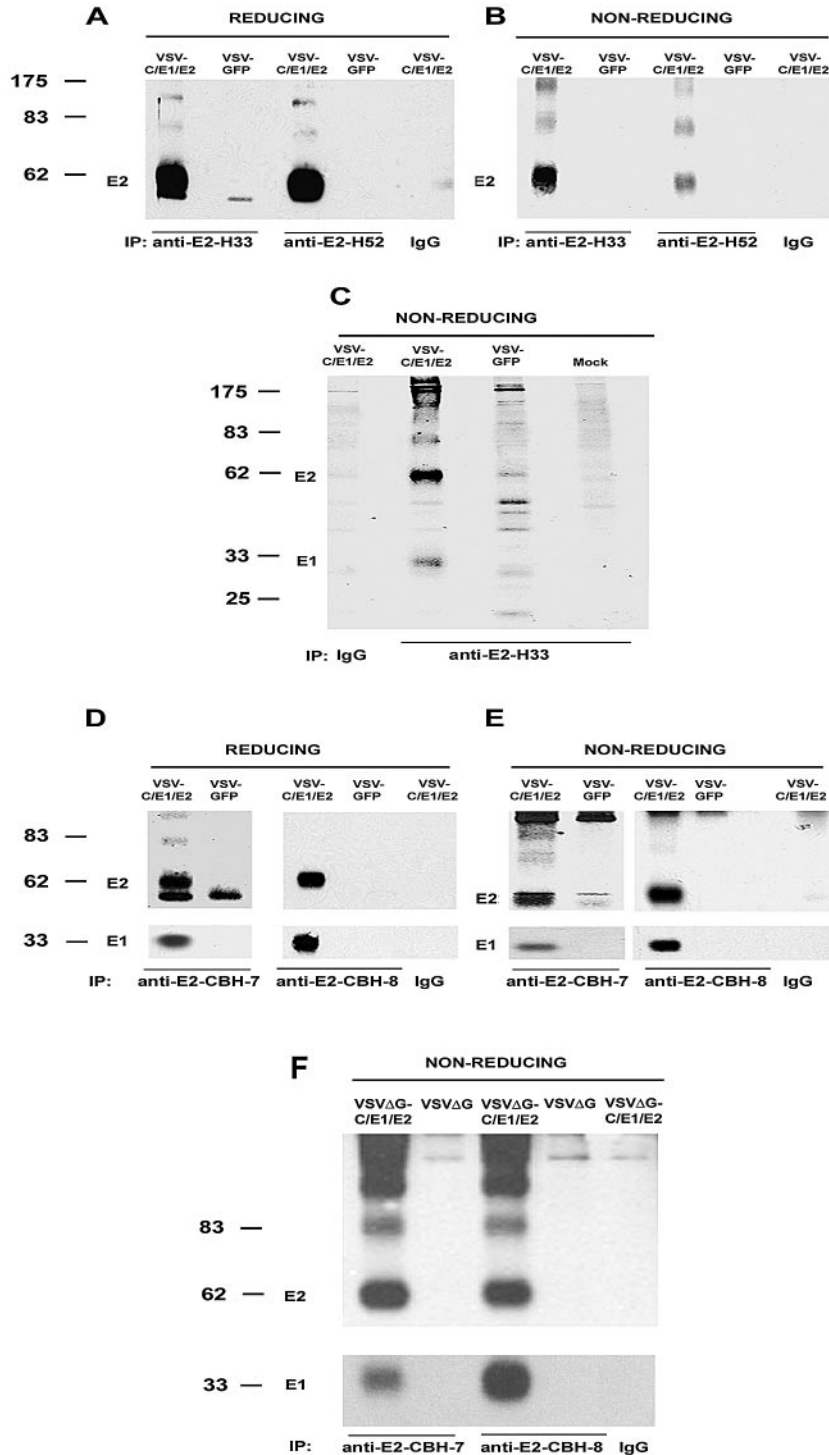 A
REDUCING
VSV-C/E1/E2 VSV-GFP VSV-C/E1/E2 VSV-GFP VSV-C/E1/E2
175
83
62
E2
IP: anti-E2-H33 anti-E2-H52 IgG
B
NON-REDUCING
VSV-C/E1/E2 VSV-GFP VSV-C/E1/E2 VSV-GFP VSV-C/E1/E2
E2
IP: anti-E2-H33 anti-E2-H52 IgG
C
NON-REDUCING
VSV-C/E1/E2 VSV-C/E1/E2 VSV-GFP Mock
175
83
62 E2
33 E1
25
IP: IgG anti-E2-H33
D
REDUCING
VSV-C/E1/E2 VSV-GFP VSV-C/E1/E2 VSV-GFP VSV-C/E1/E2
83
62 E2
33 E1
IP: anti-E2-CBH-7 anti-E2-CBH-8 IgG
E
NON-REDUCING
VSV-C/E1/E2 VSV-GFP VSV-C/E1/E2 VSV-GFP VSV-C/E1/E2
E2
E1
IP: anti-E2-CBH-7 anti-E2-CBH-8 IgG
F
NON-REDUCING
VSVΔG-C/E1/E2 VSVΔG VSVΔG-C/E1/E2 VSVΔG VSVΔG-C/E1/E2
83
62 E2
33 E1
IP: anti-E2-CBH-7 anti-E2-CBH-8 IgG